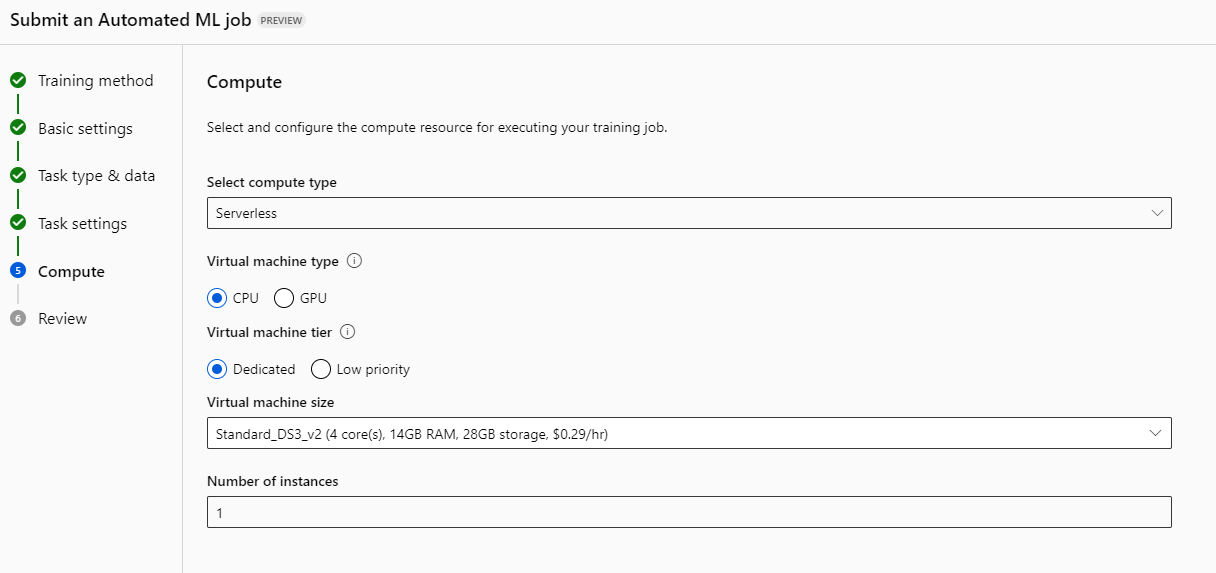 Submit an Automated ML job PREVIEW
Training method
Basic settings
Task type & data
Task settings
5 Compute
6 Review
Compute
Select and configure the compute resource for executing your training job.
Select compute type
Serverless
Virtual machine type
CPU GPU
Virtual machine tier
Dedicated Low priority
Virtual machine size
Standard_DS3_v2 (4 core(s), 14GB RAM, 28GB storage, $0.29/hr)
Number of instances
1